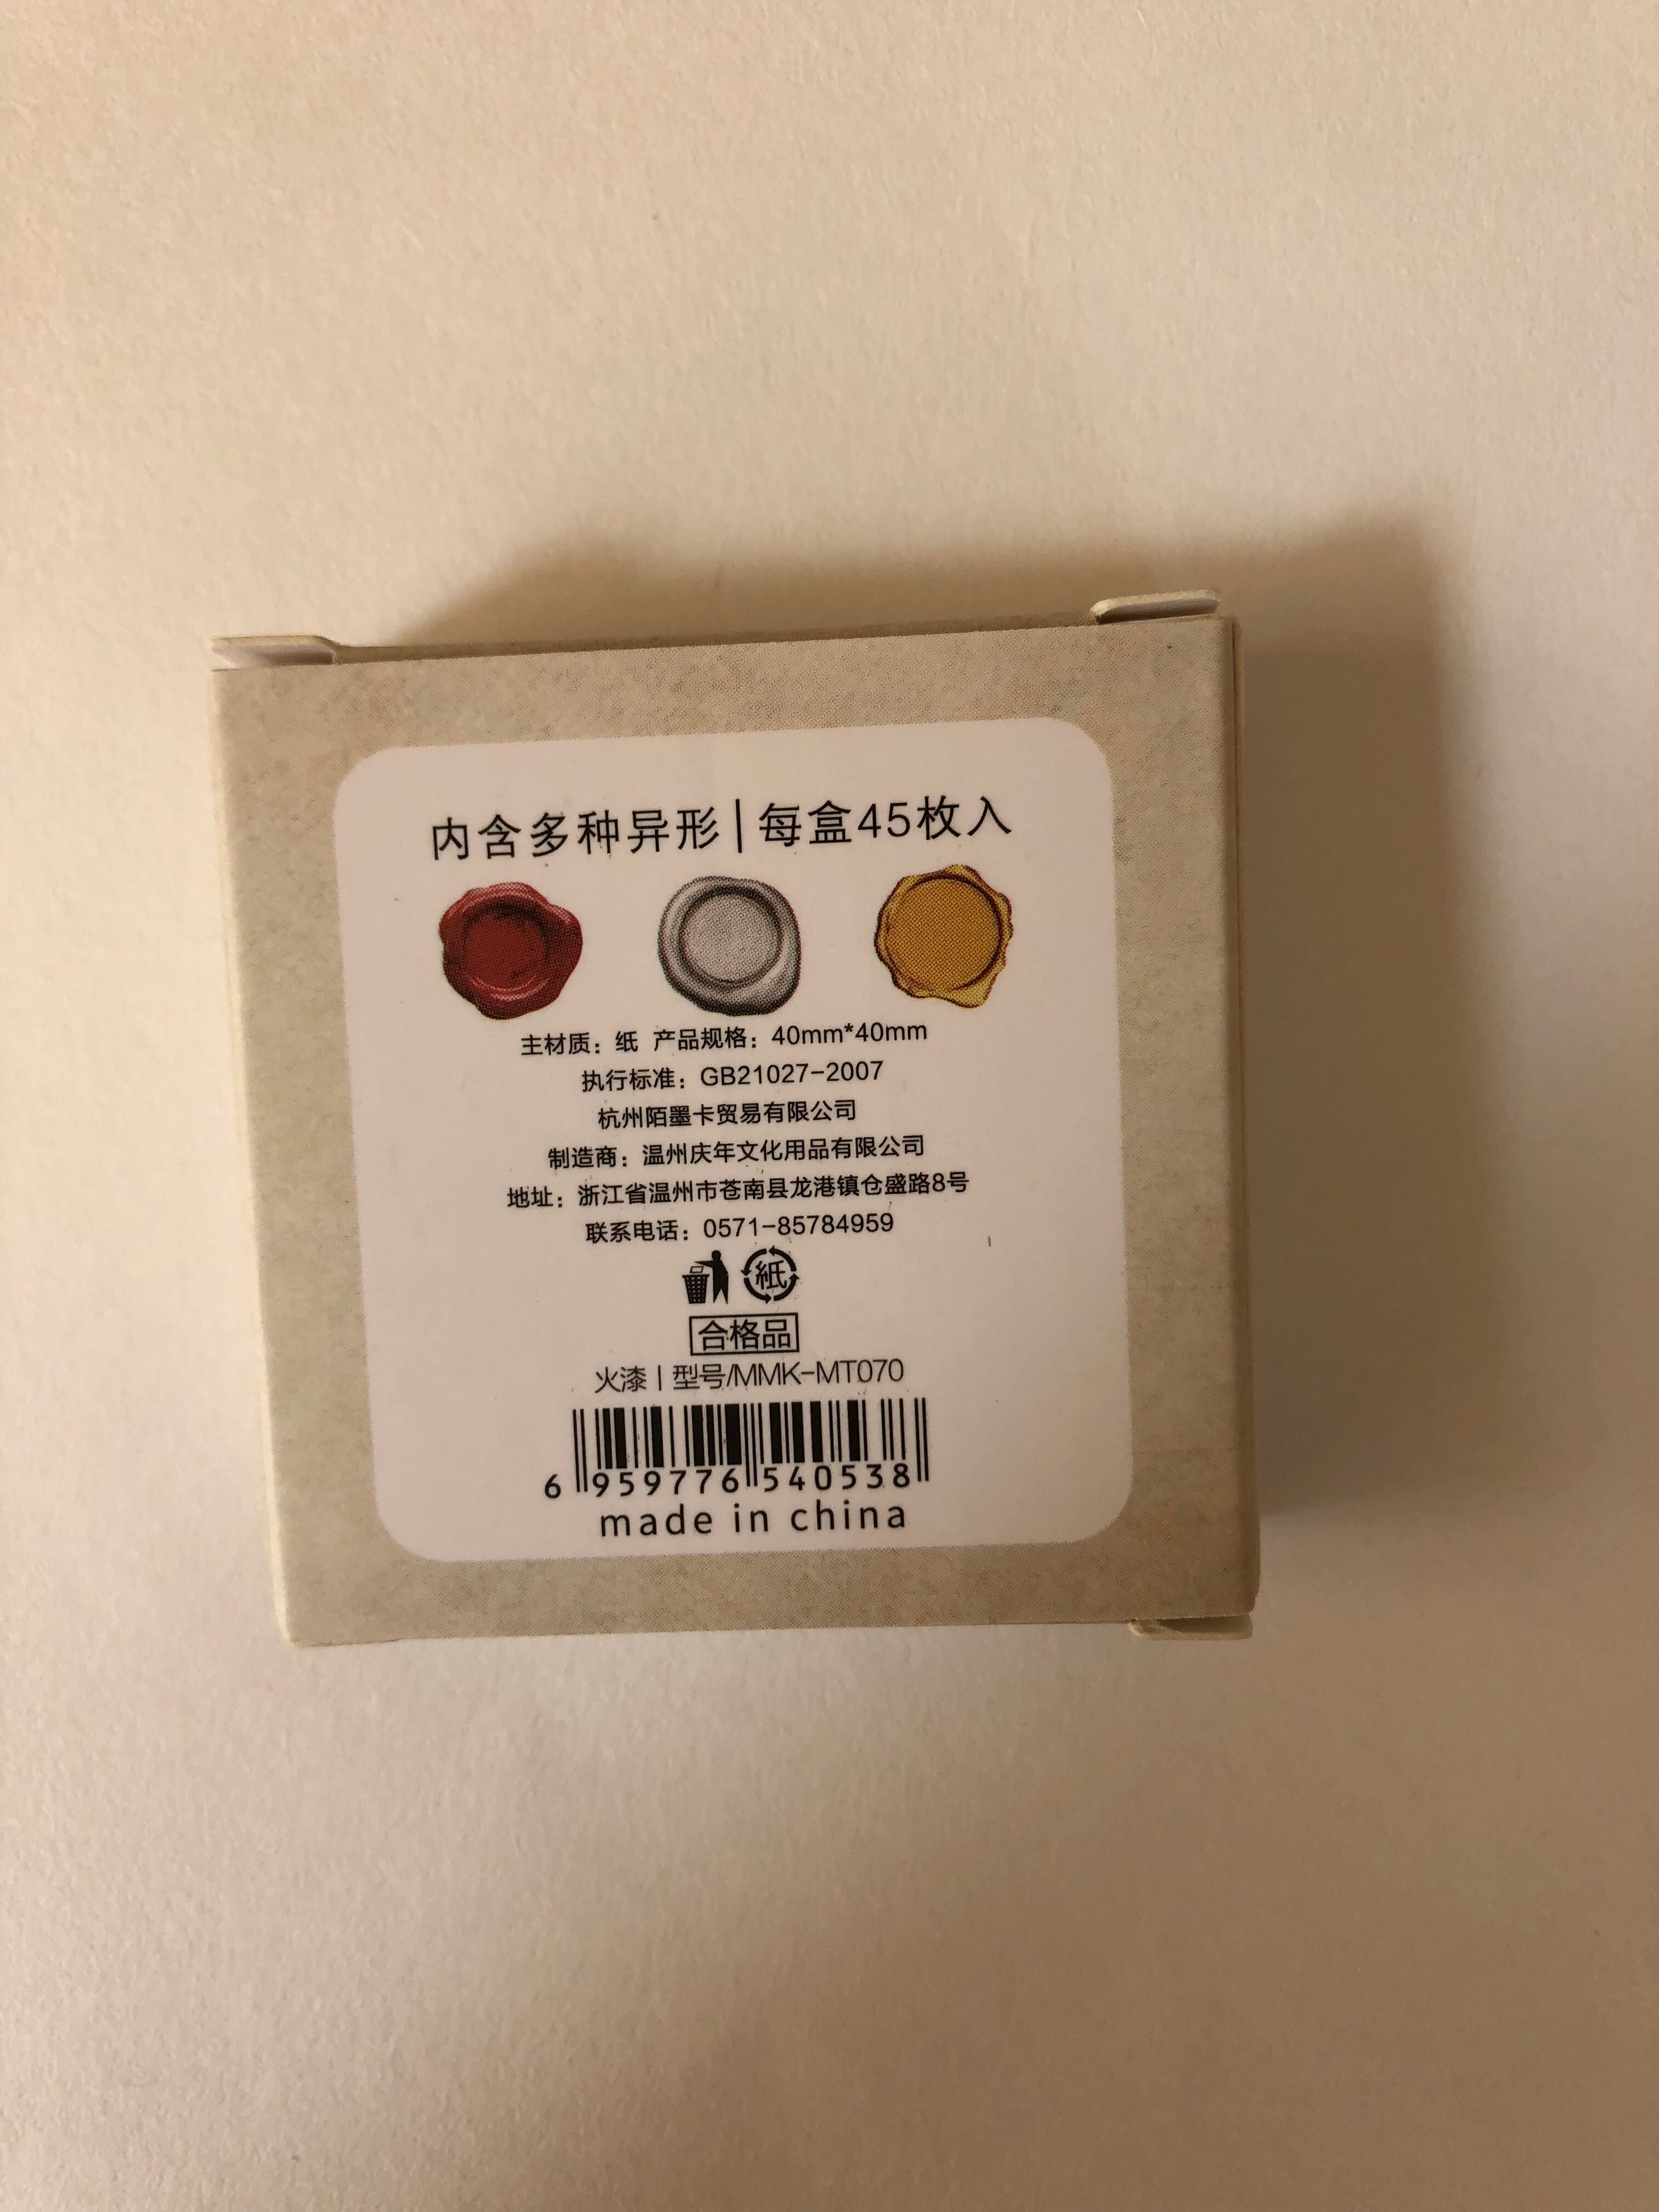 内含多种异形|每盒45枚入
主材质：纸 产品规格：40mm*40mm
执行标准：GB21027-2007
杭州陌墨卡贸易有限公司
制造商：温州庆年文化用品有限公司
地址：浙江省温州市苍南县龙港镇仓盛路8号
联系电话：0571-85784959
紙
合格品
火漆|型号/MMK-MT070
6 959776 540538
made in china